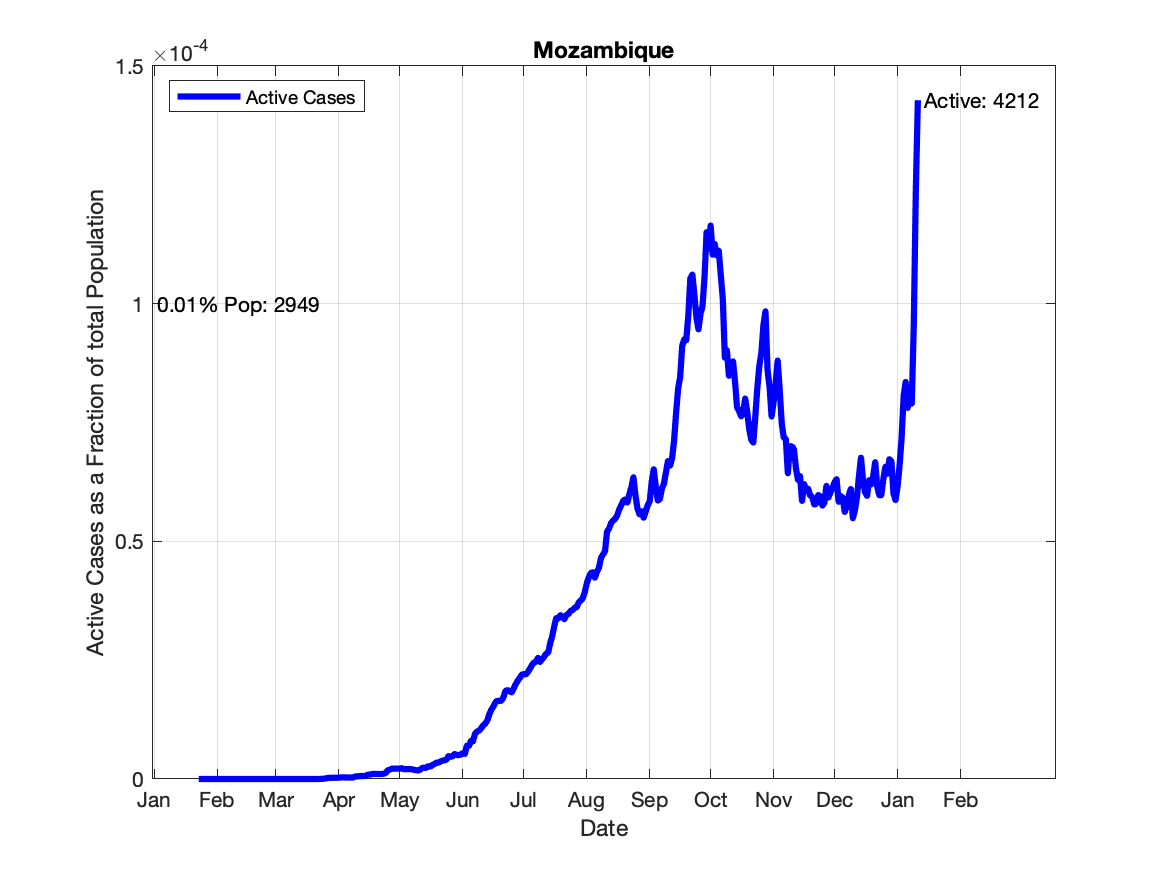 Mozambique
×10⁻⁴
1.5
1
0.5
0
Active Cases as a Fraction of total Population
Active Cases
Active: 4212
0.01% Pop: 2949
Jan Feb Mar Apr May Jun Jul Aug Sep Oct Nov Dec Jan Feb
Date